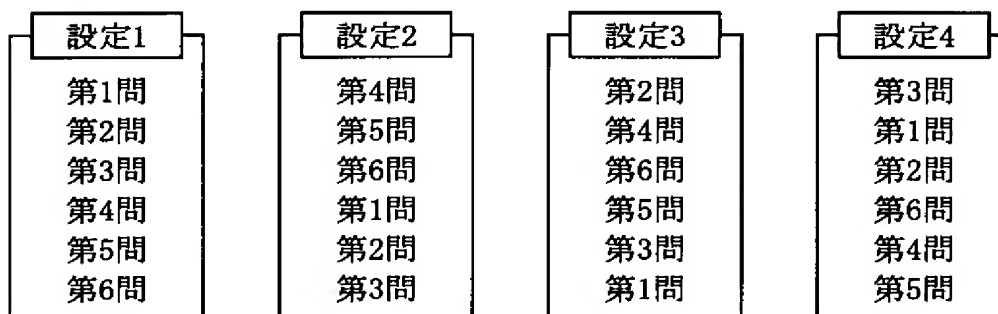 設定1
第1問
第2問
第3問
第4問
第5問
第6問
設定2
第4問
第5問
第6問
第1問
第2問
第3問
設定3
第2問
第4問
第6問
第5問
第3問
第1問
設定4
第3問
第1問
第2問
第6問
第4問
第5問